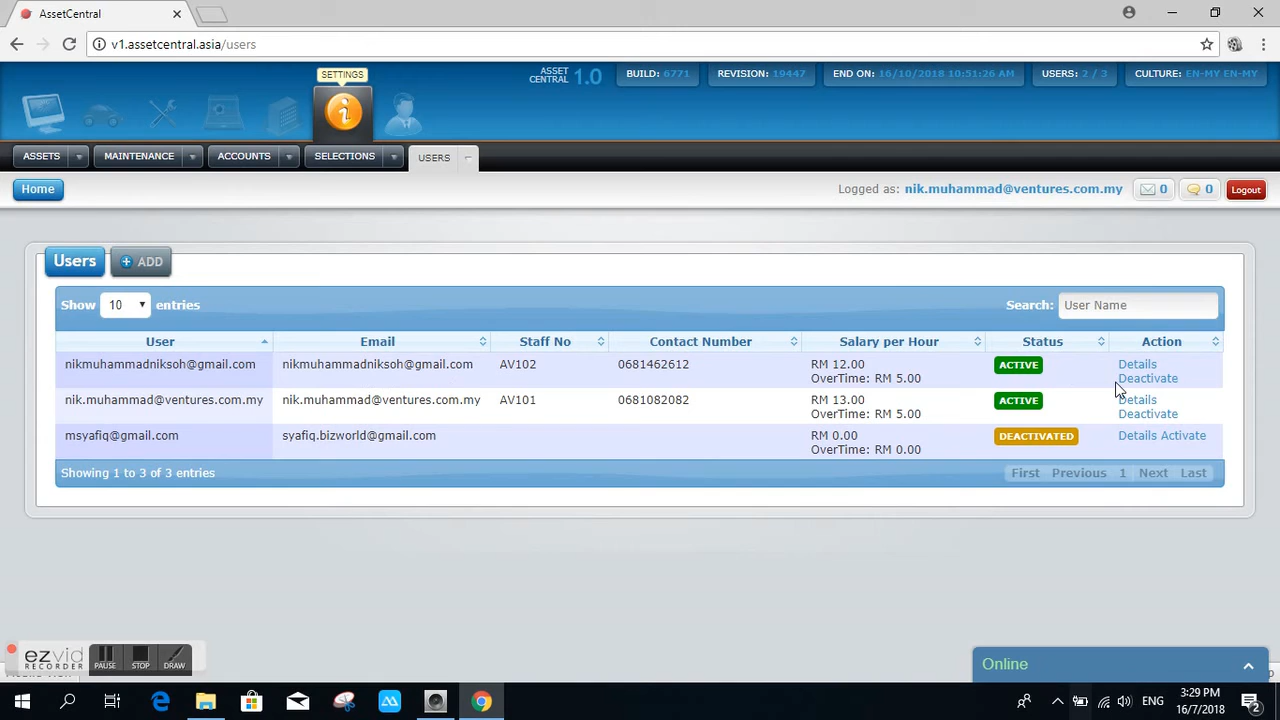 AssetCentral
v1.assetcentral.asia/users
SETTINGS
ASSET CENTRAL 1.0
BUILD: 6771
REVISION: 19447
END ON: 16/10/2018 10:51:26 AM
USERS: 2 / 3
CULTURE: EN-MY EN-MY
ASSETS
MAINTENANCE
ACCOUNTS
SELECTIONS
USERS
Home
Logged as: nik.muhammad@ventures.com.my
0
0
Logout
Users
ADD
Show 10 entries
Search: User Name
User Email Staff No Contact Number Salary per Hour Status Action
nikmuhammadniksoh@gmail.com nikmuhammadniksoh@gmail.com AV102 0681462612 RM 12.00 ACTIVE Details
OverTime: RM 5.00 Deactivate
nik.muhammad@ventures.com.my nik.muhammad@ventures.com.my AV101 0681082082 RM 13.00 ACTIVE Details
OverTime: RM 5.00 Deactivate
msyafiq@gmail.com syafiq.bizworld@gmail.com RM 0.00 DEACTIVATED Details Activate
OverTime: RM 0.00
Showing 1 to 3 of 3 entries
First Previous 1 Next Last
ezvid
RECORDER
PAUSE
STOP
DRAW
Online
ENG
3:29 PM
16/7/2018
2